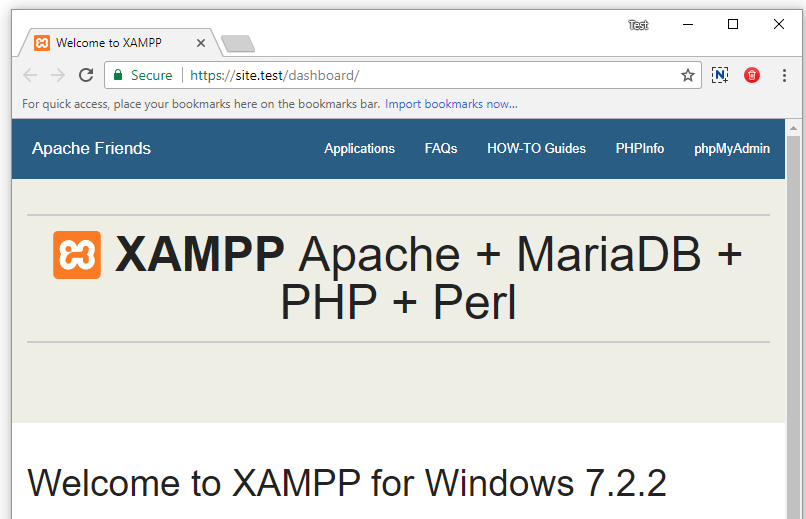 Test
Welcome to XAMPP
Secure https://site.test/dashboard/
For quick access, place your bookmarks here on the bookmarks bar. Import bookmarks now...
Apache Friends Applications FAQs HOW-TO Guides PHPInfo phpMyAdmin
XAMPP Apache + MariaDB +
PHP + Perl
Welcome to XAMPP for Windows 7.2.2